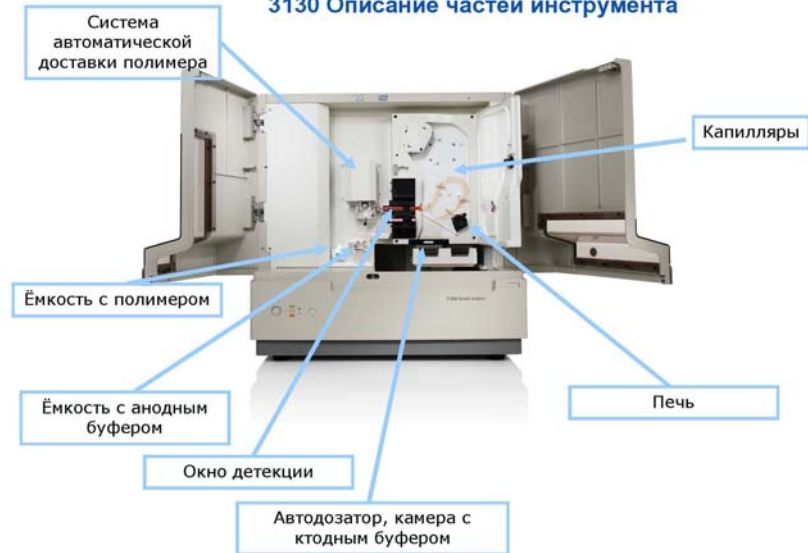 3130 Описание частей инструмента
Система
автоматической
доставки полимера
Капилляры
Ёмкость с полимером
Ёмкость с анодным
буфером
Печь
Окно детекции
Автодозатор, камера с
ктодным буфером